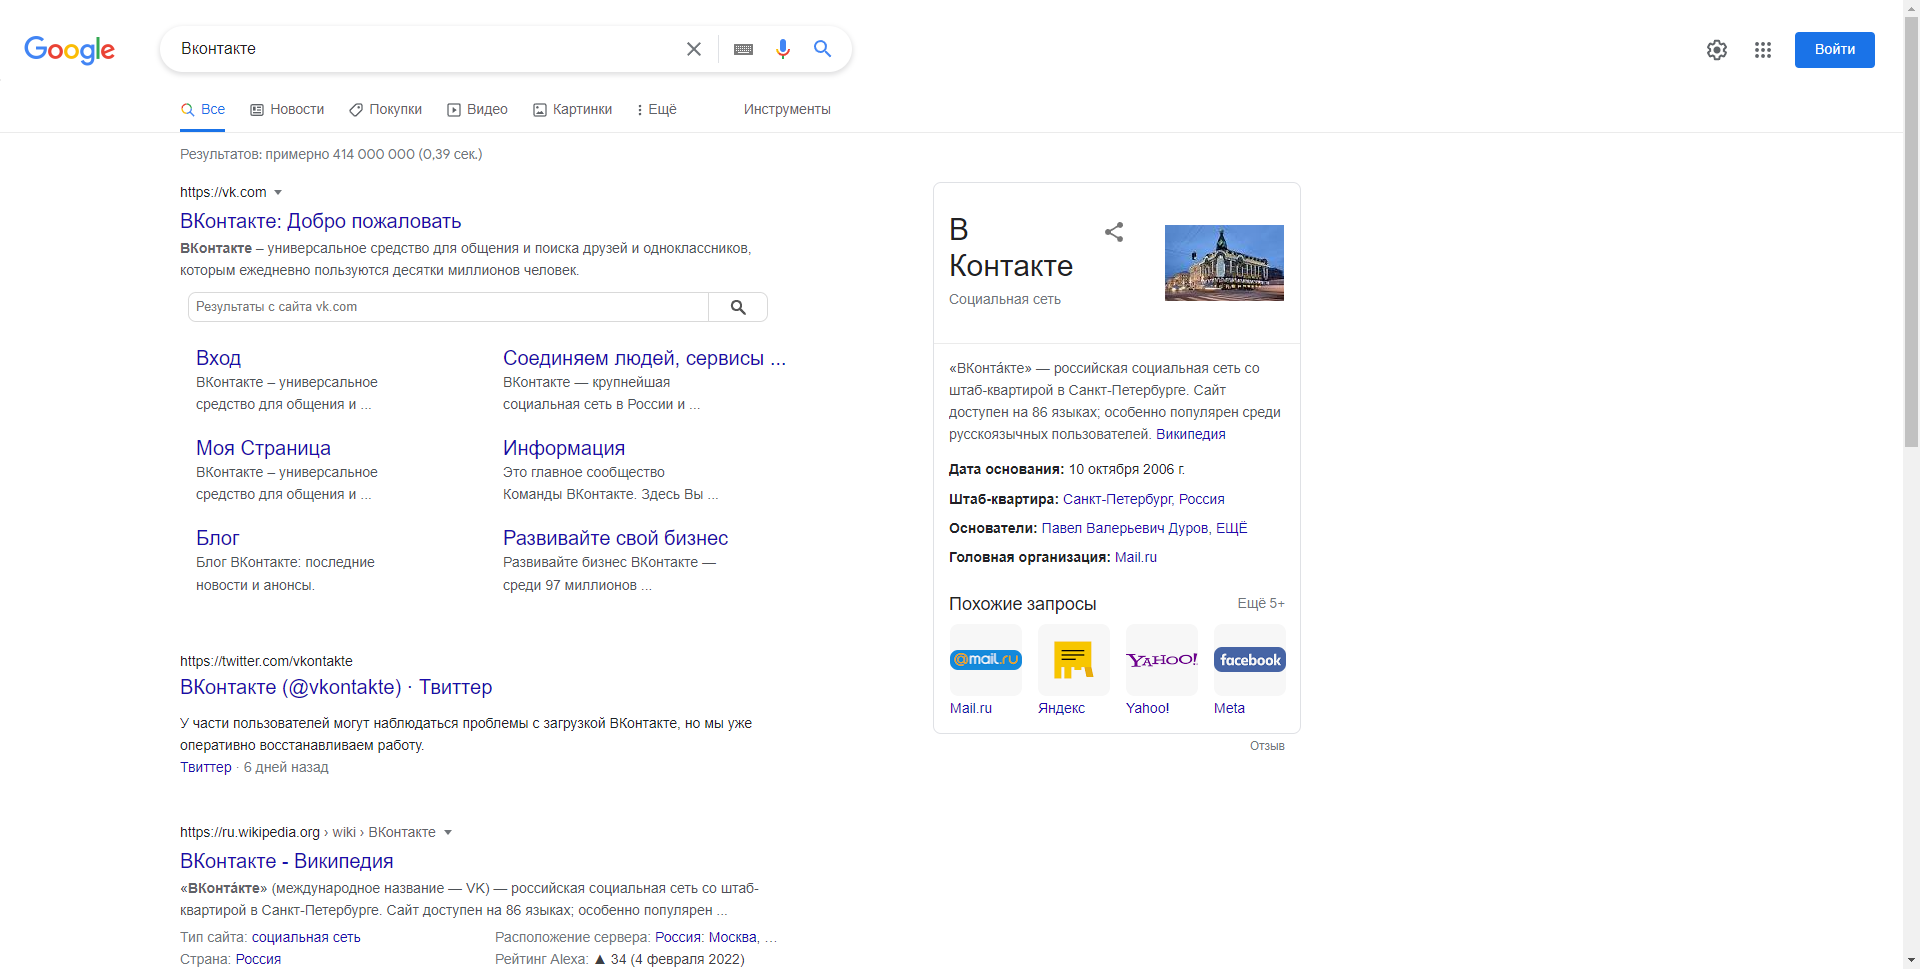 Google
Вконтакте
Войти
Все
Новости
Покупки
Видео
Картинки
Ещё
Инструменты
Результатов: примерно 414 000 000 (0,39 сек.)
https://vk.com
ВКонтакте: Добро пожаловать
ВКонтакте – универсальное средство для общения и поиска друзей и одноклассников,
которым ежедневно пользуются десятки миллионов человек.
Результаты с сайта vk.com
Вход
ВКонтакте – универсальное
средство для общения и ...
Соединяем людей, сервисы ...
ВКонтакте — крупнейшая
социальная сеть в России и ...
Моя Страница
ВКонтакте – универсальное
средство для общения и ...
Информация
Это главное сообщество
Команды ВКонтакте. Здесь Вы ...
Блог
Блог ВКонтакте: последние
новости и анонсы.
Развивайте свой бизнес
Развивайте бизнес ВКонтакте —
среди 97 миллионов ...
https://twitter.com/vkontakte
ВКонтакте (@vkontakte) · Твиттер
У части пользователей могут наблюдаться проблемы с загрузкой ВКонтакте, но мы уже
оперативно восстанавливаем работу.
Твиттер · 6 дней назад
https://ru.wikipedia.org › wiki › ВКонтакте
ВКонтакте - Википедия
«ВКонта́кте» (международное название — VK) — российская социальная сеть со штаб-
квартирой в Санкт-Петербурге. Сайт доступен на 86 языках; особенно популярен ...
Тип сайта: социальная сеть
Расположение сервера: Россия: Москва, ...
Страна: Россия
Рейтинг Alexa: ▲ 34 (4 февраля 2022)
В
Контакте
Социальная сеть
«ВКонта́кте» — российская социальная сеть со
штаб-квартирой в Санкт-Петербурге. Сайт
доступен на 86 языках; особенно популярен среди
русскоязычных пользователей. Википедия
Дата основания: 10 октября 2006 г.
Штаб-квартира: Санкт-Петербург, Россия
Основатели: Павел Валерьевич Дуров, ЕЩЁ
Головная организация: Mail.ru
Похожие запросы
Ещё 5+
@mail.ru
YAHOO!
facebook
Mail.ru
Яндекс
Yahoo!
Meta
Отзыв